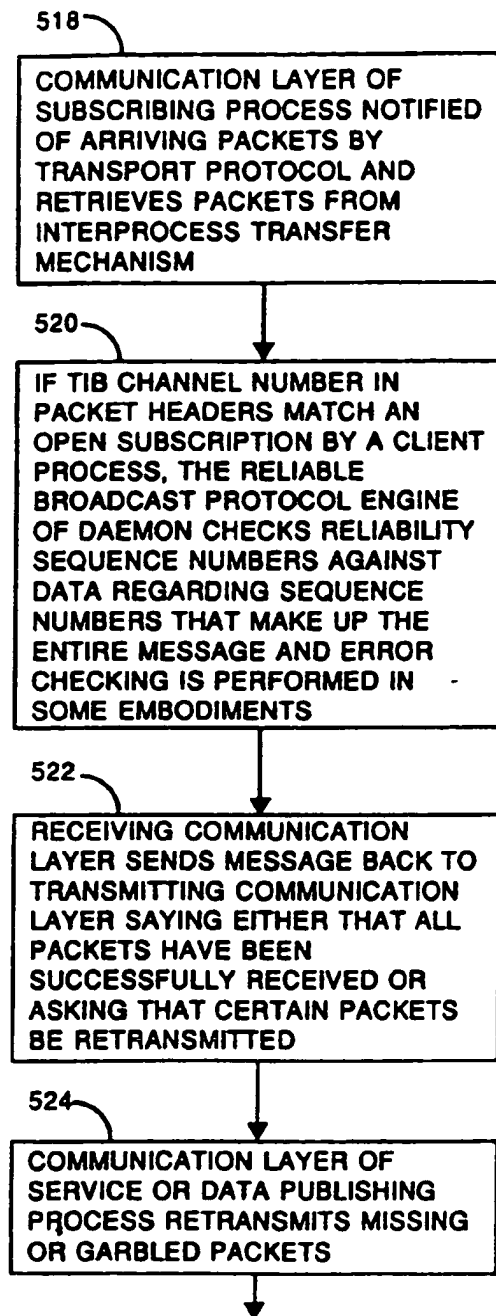 518
COMMUNICATION LAYER OF
SUBSCRIBING PROCESS NOTIFIED
OF ARRIVING PACKETS BY
TRANSPORT PROTOCOL AND
RETRIEVES PACKETS FROM
INTERPROCESS TRANSFER
MECHANISM
520
IF TIB CHANNEL NUMBER IN
PACKET HEADERS MATCH AN
OPEN SUBSCRIPTION BY A CLIENT
PROCESS, THE RELIABLE
BROADCAST PROTOCOL ENGINE
OF DAEMON CHECKS RELIABILITY
SEQUENCE NUMBERS AGAINST
DATA REGARDING SEQUENCE
NUMBERS THAT MAKE UP THE
ENTIRE MESSAGE AND ERROR
CHECKING IS PERFORMED IN
SOME EMBODIMENTS
522
RECEIVING COMMUNICATION
LAYER SENDS MESSAGE BACK TO
TRANSMITTING COMMUNICATION
LAYER SAYING EITHER THAT ALL
PACKETS HAVE BEEN
SUCCESSFULLY RECEIVED OR
ASKING THAT CERTAIN PACKETS
BE RETRANSMITTED
524
COMMUNICATION LAYER OF
SERVICE OR DATA PUBLISHING
PROCESS RETRANSMITS MISSING
OR GARBLED PACKETS